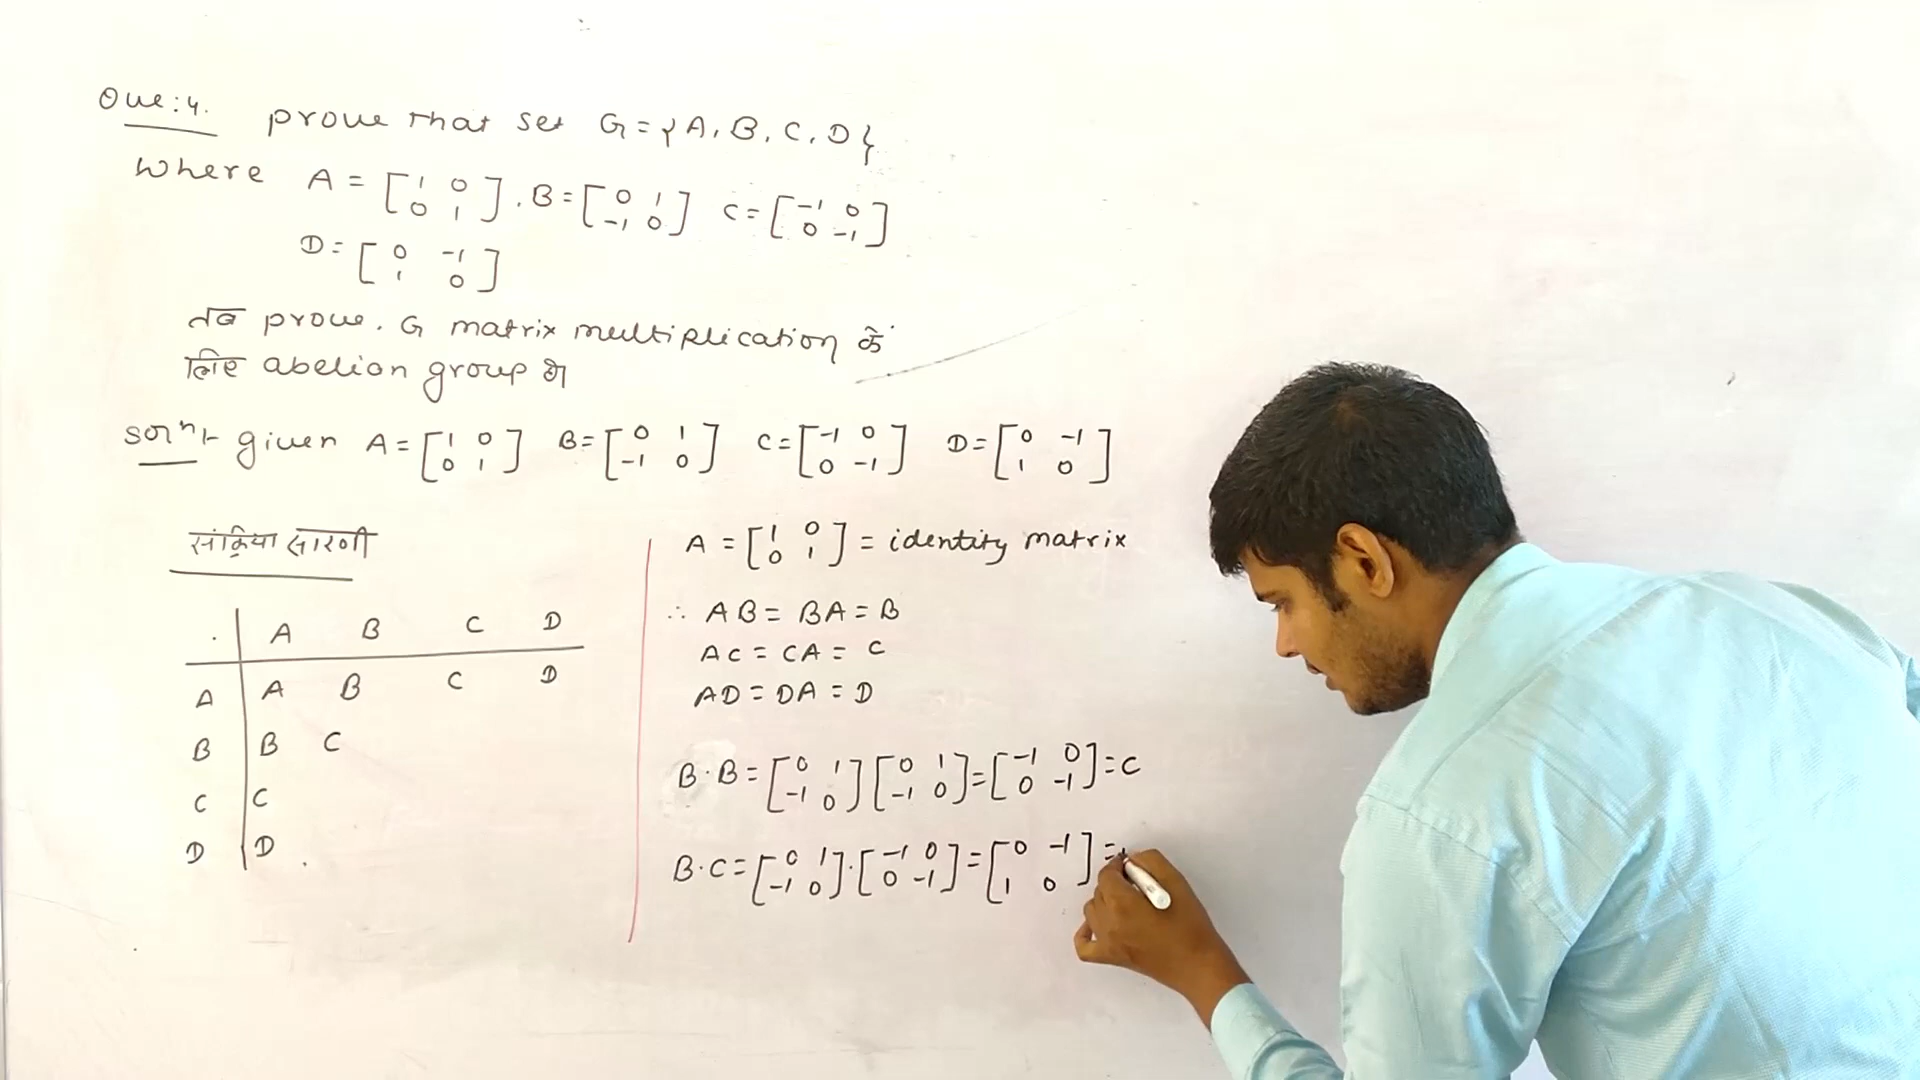 Que:4. prove that set G = {A, B, C, D}
where A = [1 0 0 1] . B = [0 1 -1 0] C = [-1 0 0 -1]
D = [0 -1 1 0]
तब prove. G matrix multiplication के
लिए abelion group है
Solⁿ:- given A = [1 0 0 1] B = [0 1 -1 0] C = [-1 0 0 -1] D = [0 -1 1 0]
संक्रिया सारणी
. A B C D
A A B C D
B B C
C C
D D
A = [1 0 0 1] = identity matrix
∴ AB = BA = B
AC = CA = C
AD = DA = D
B·B = [0 1 -1 0] [0 1 -1 0] = [-1 0 0 -1] = C
B·C = [0 1 -1 0] · [-1 0 0 -1] = [0 -1 1 0] =